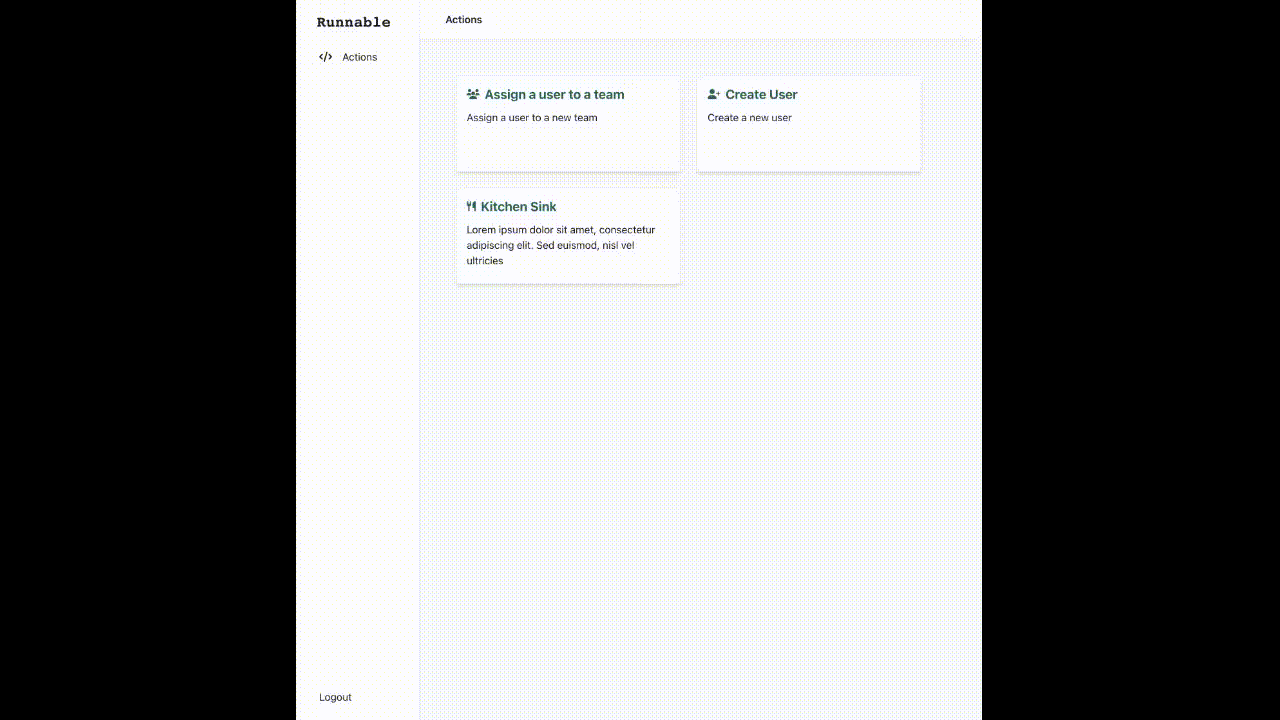 Runnable
Actions
Actions
Assign a user to a team
Assign a user to a new team
Create User
Create a new user
Kitchen Sink
Lorem ipsum dolor sit amet, consectetur
adipiscing elit. Sed euismod, nisl vel
ultricies
Logout